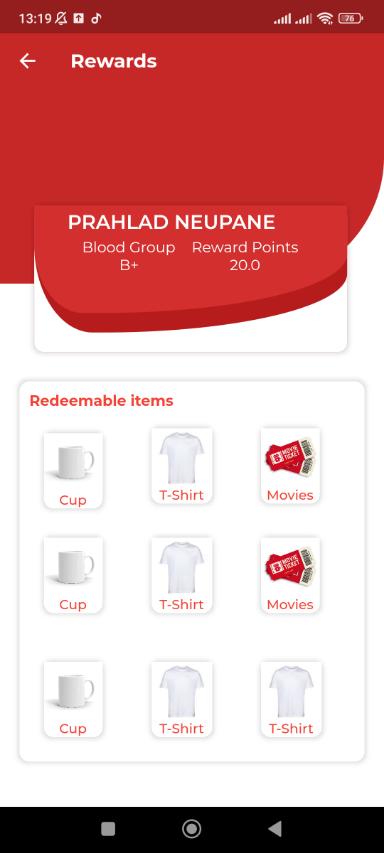 13:19
76
Rewards
PRAHLAD NEUPANE
Blood Group Reward Points
B+ 20.0
Redeemable items
MOVIE TICKET
Cup T-Shirt Movies
MOVIE TICKET
Cup T-Shirt Movies
Cup T-Shirt T-Shirt